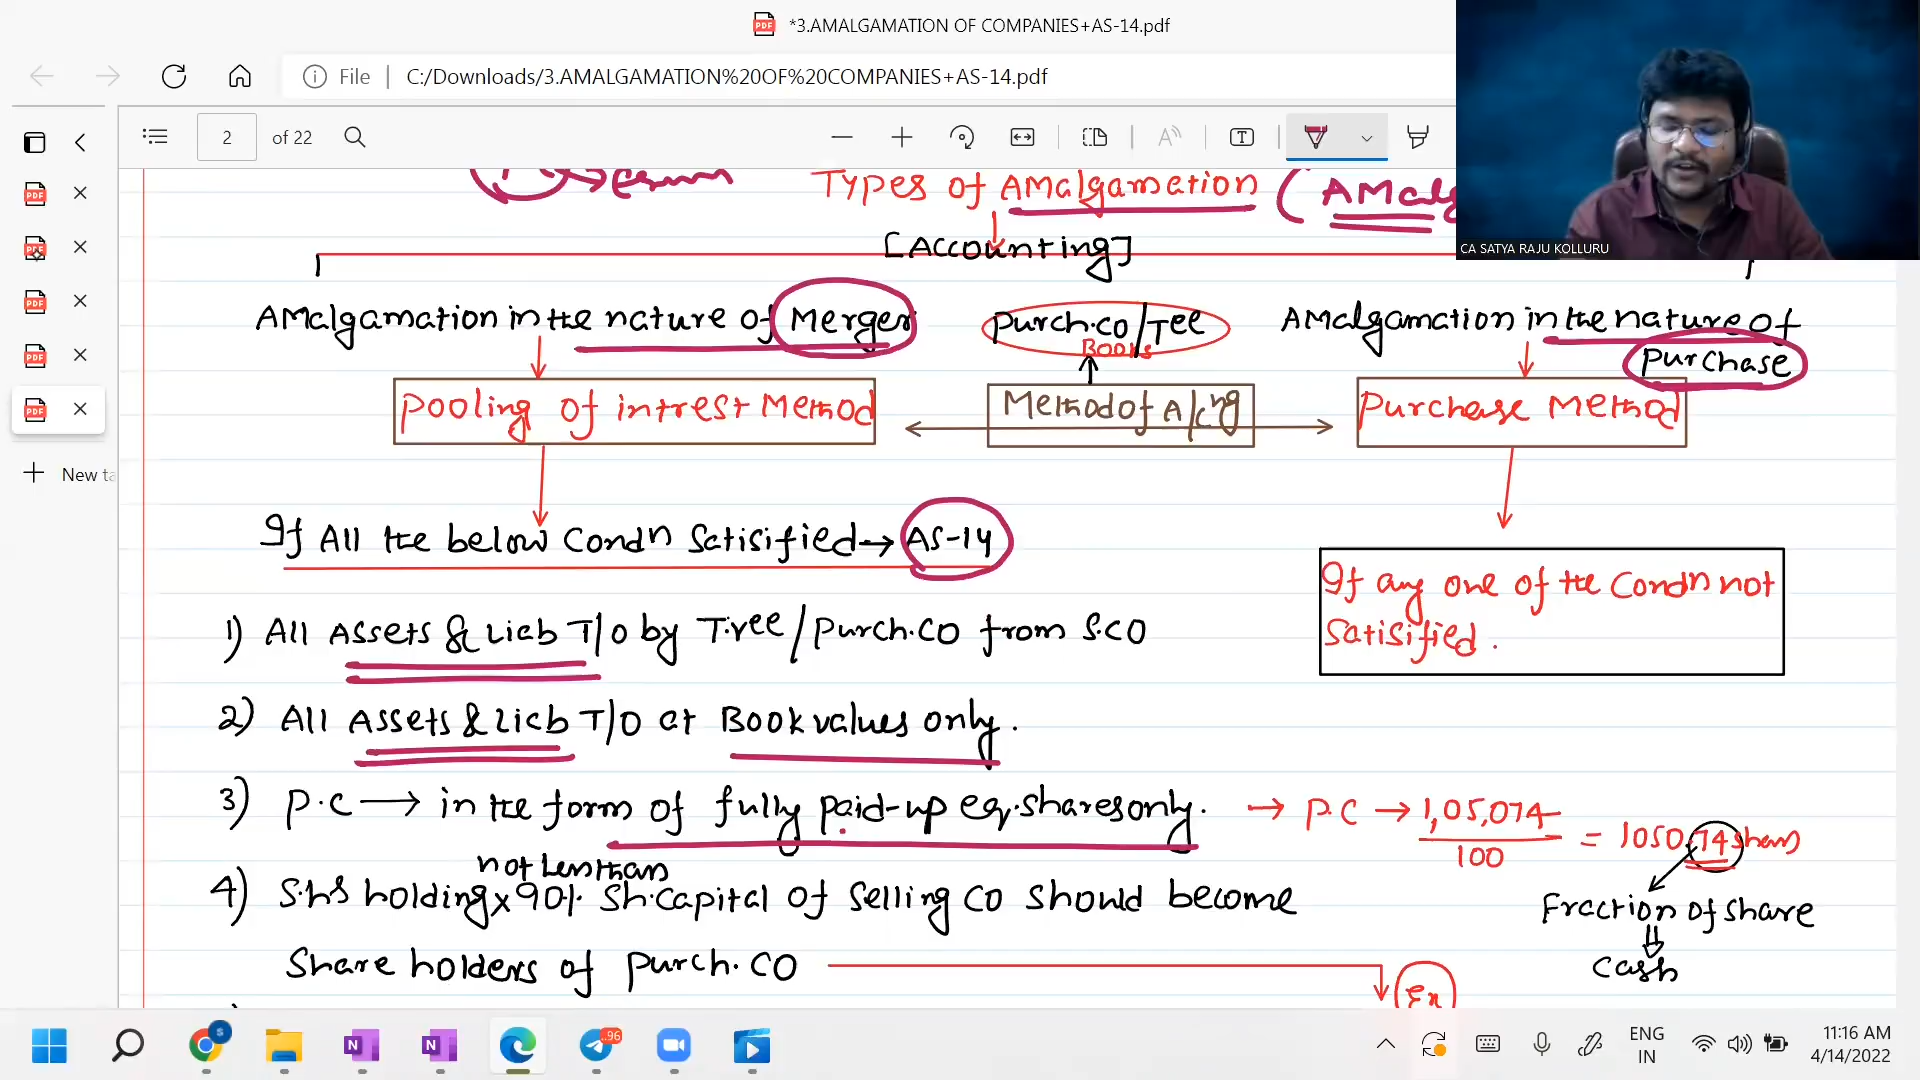 *3.AMALGAMATION OF COMPANIES+AS-14.pdf
File | C:/Downloads/3.AMALGAMATION%20OF%20COMPANIES+AS-14.pdf
2 of 22
Types of AMalgamation (AMalg
[Accounting]
CA SATYA RAJU KOLLURU
AMalgamation in the nature of Merger
Purch.co/Tee
Books
AMalgamation in the nature of
purchase
Pooling of intrest Method
Method of A/cng
Purchase Method
New ta
If All the below Condn Satisified → AS-14
If any one of the Condn not
Satisified.
1) All Assets & Liab T/o by T.ree/purch.co from S.CO
2) All Assets & Liab T/O at Book values only.
3) P.C → in the form of fully paid-up eq.shares only. → P.C → 1,05,074
100
= 1050.74 shares
not Less than
4) S.hs holding x 90% Sh.capital of Selling co should become
Fraction of share
Cash
Share holders of purch.co
Ex
..96
ENG
IN
11:16 AM
4/14/2022